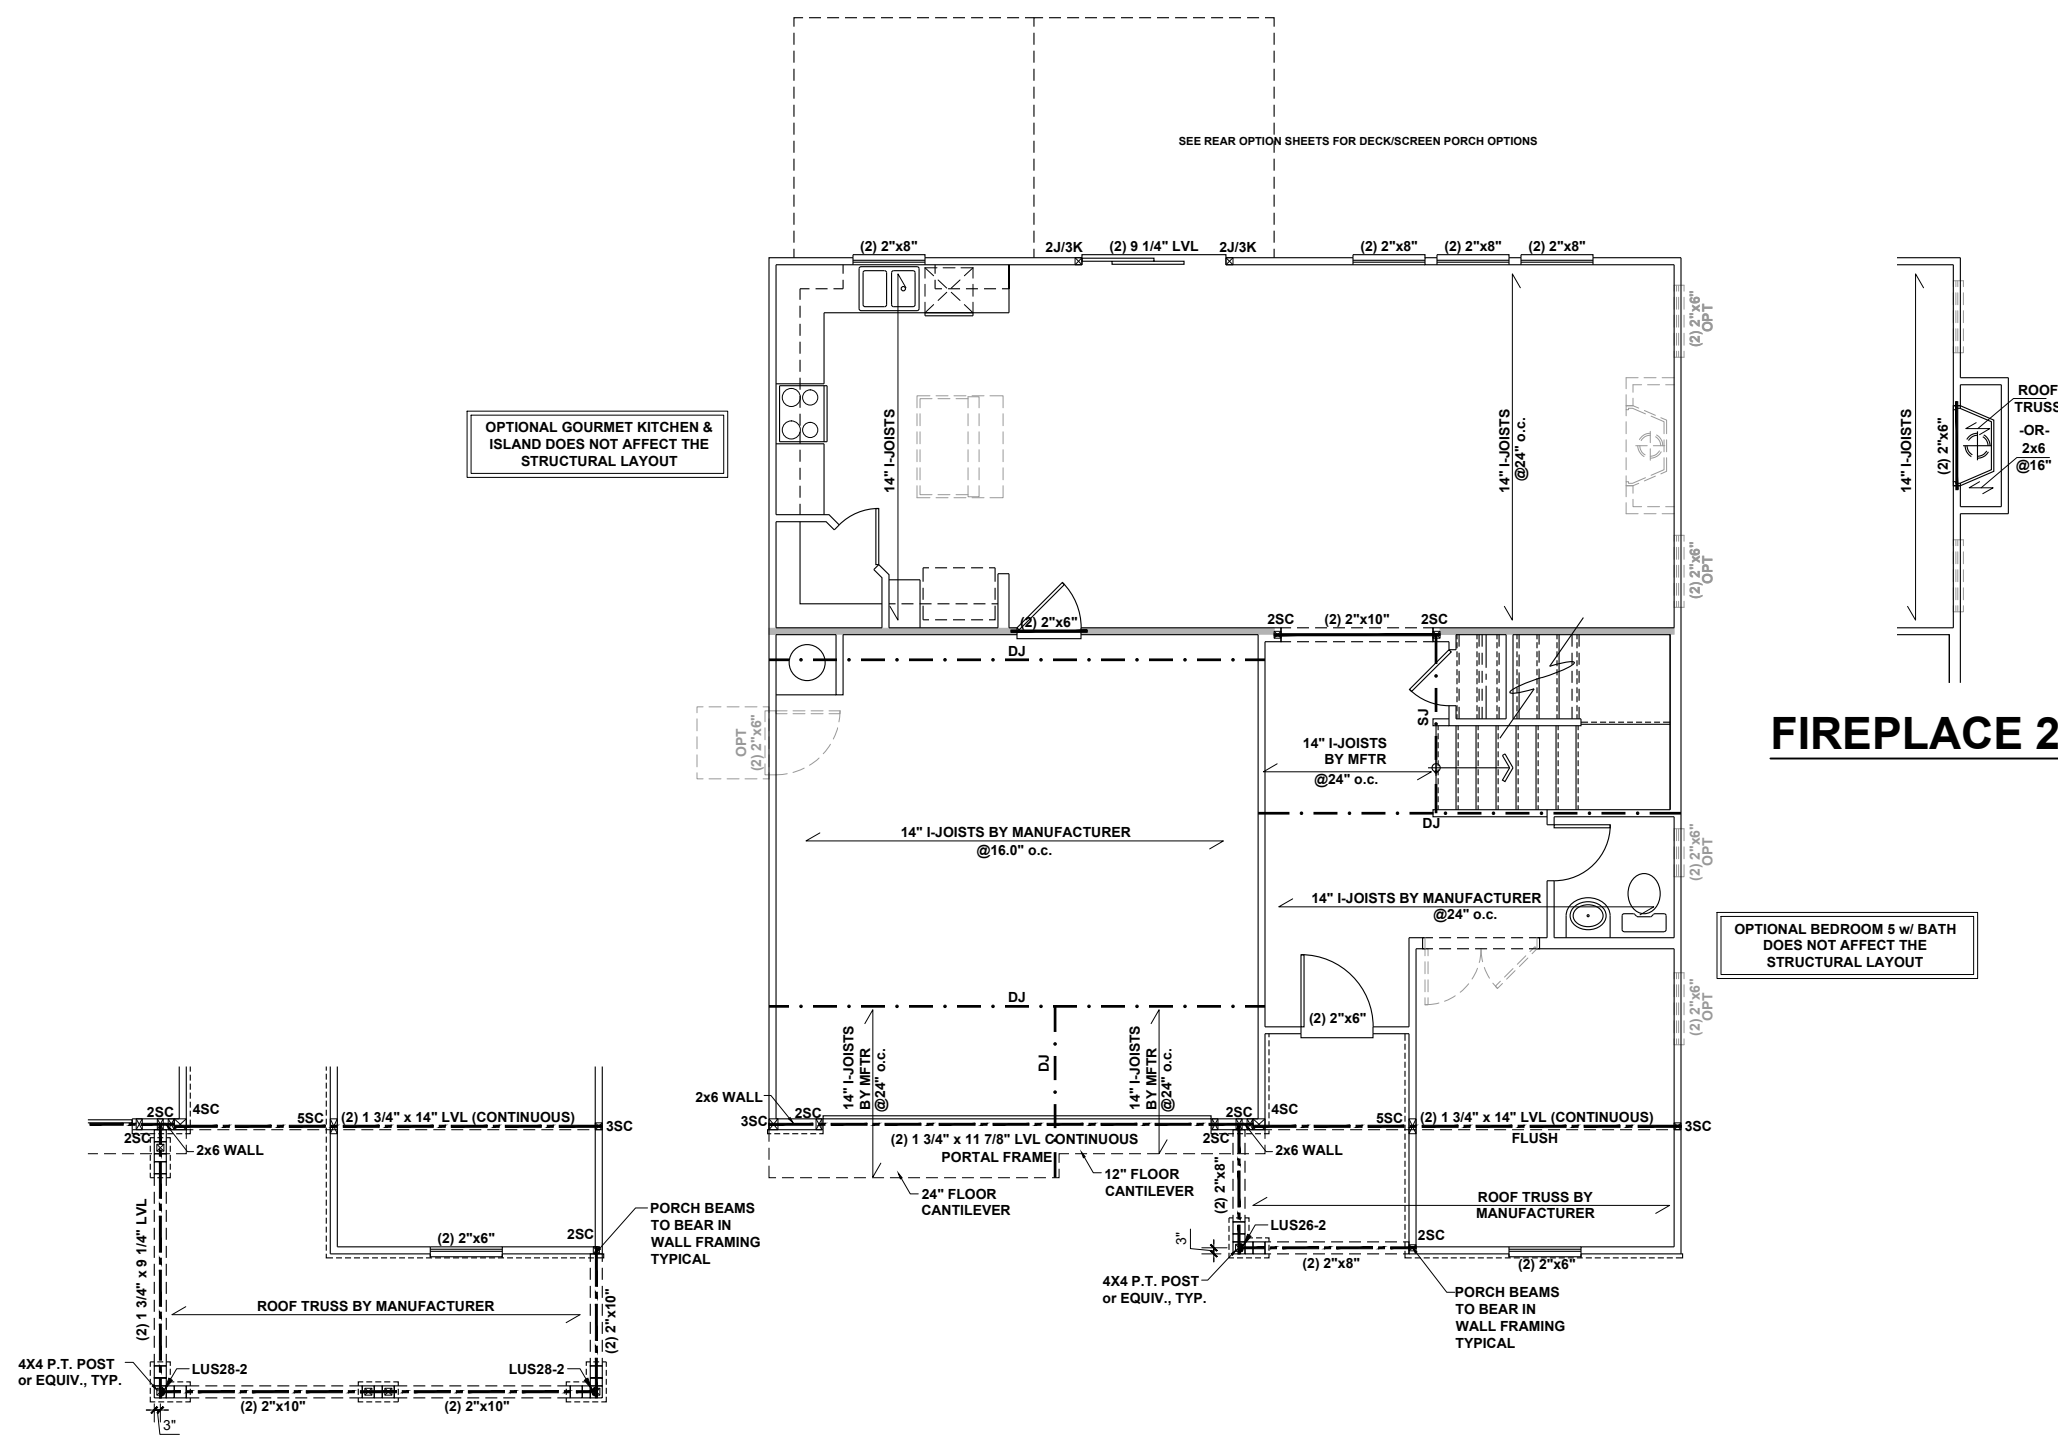 SEE REAR OPTION SHEETS FOR DECK/SCREEN PORCH OPTIONS
(2) 2"x8"
2J/3K
(2) 9 1/4" LVL
2J/3K
(2) 2"x8"
(2) 2"x8"
(2) 2"x8"
(2) 2"x6"
OPT
OPTIONAL GOURMET KITCHEN &
ISLAND DOES NOT AFFECT THE
STRUCTURAL LAYOUT
14" I-JOISTS
14" I-JOISTS
@24" o.c.
14" I-JOISTS
(2) 2"x6"
ROOF
TRUSS
-OR-
2x6
@16"
(2) 2"x6"
OPT
(2) 2"x6"
2SC
(2) 2"x10"
2SC
DJ
SJ
OPT
(2) 2"x6"
14" I-JOISTS
BY MFTR
@24" o.c.
FIREPLACE 2
14" I-JOISTS BY MANUFACTURER
@16.0" o.c.
DJ
(2) 2"x6"
OPT
14" I-JOISTS BY MANUFACTURER
@24" o.c.
OPTIONAL BEDROOM 5 w/ BATH
DOES NOT AFFECT THE
STRUCTURAL LAYOUT
DJ
(2) 2"x6"
OPT
(2) 2"x6"
14" I-JOISTS
BY MFTR
@24" o.c.
DJ
14" I-JOISTS
BY MFTR
@24" o.c.
2x6 WALL
3SC
2SC
2SC
4SC
2SC
5SC
(2) 1 3/4" x 14" LVL (CONTINUOUS)
FLUSH
3SC
(2) 1 3/4" x 11 7/8" LVL CONTINUOUS
PORTAL FRAME
2x6 WALL
12" FLOOR
CANTILEVER
24" FLOOR
CANTILEVER
(2) 2"x8"
ROOF TRUSS BY
MANUFACTURER
LUS26-2
3"
2SC
(2) 2"x8"
(2) 2"x6"
4X4 P.T. POST
or EQUIV., TYP.
PORCH BEAMS
TO BEAR IN
WALL FRAMING
TYPICAL
2SC
4SC
2SC
5SC
(2) 1 3/4" x 14" LVL (CONTINUOUS)
3SC
2x6 WALL
(2) 1 3/4" x 9 1/4" LVL
(2) 2"x6"
2SC
PORCH BEAMS
TO BEAR IN
WALL FRAMING
TYPICAL
ROOF TRUSS BY MANUFACTURER
(2) 2"x10"
4X4 P.T. POST
or EQUIV., TYP.
LUS28-2
LUS28-2
(2) 2"x10"
(2) 2"x10"
3"